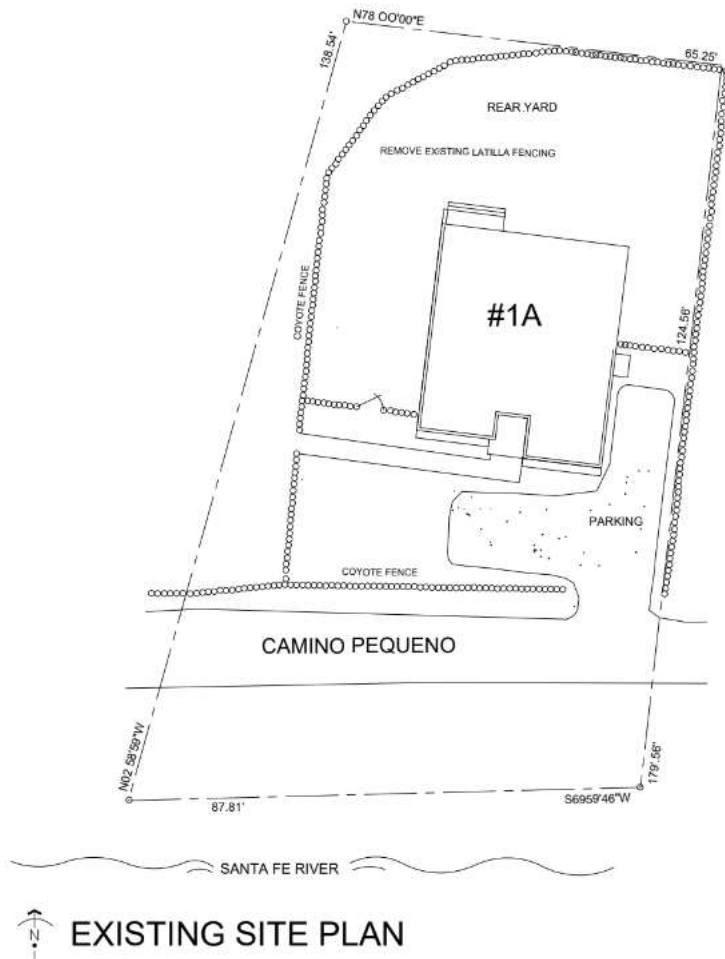 N78 OO'00"E
138.54'
65.25'
REAR YARD
REMOVE EXISTING LATILLA FENCING
COYOTE FENCE
#1A
124.56'
PARKING
COYOTE FENCE
CAMINO PEQUENO
N02 58'59"W
179'.56"
87.81'
S6959'46"W
SANTA FE RIVER
N
EXISTING SITE PLAN